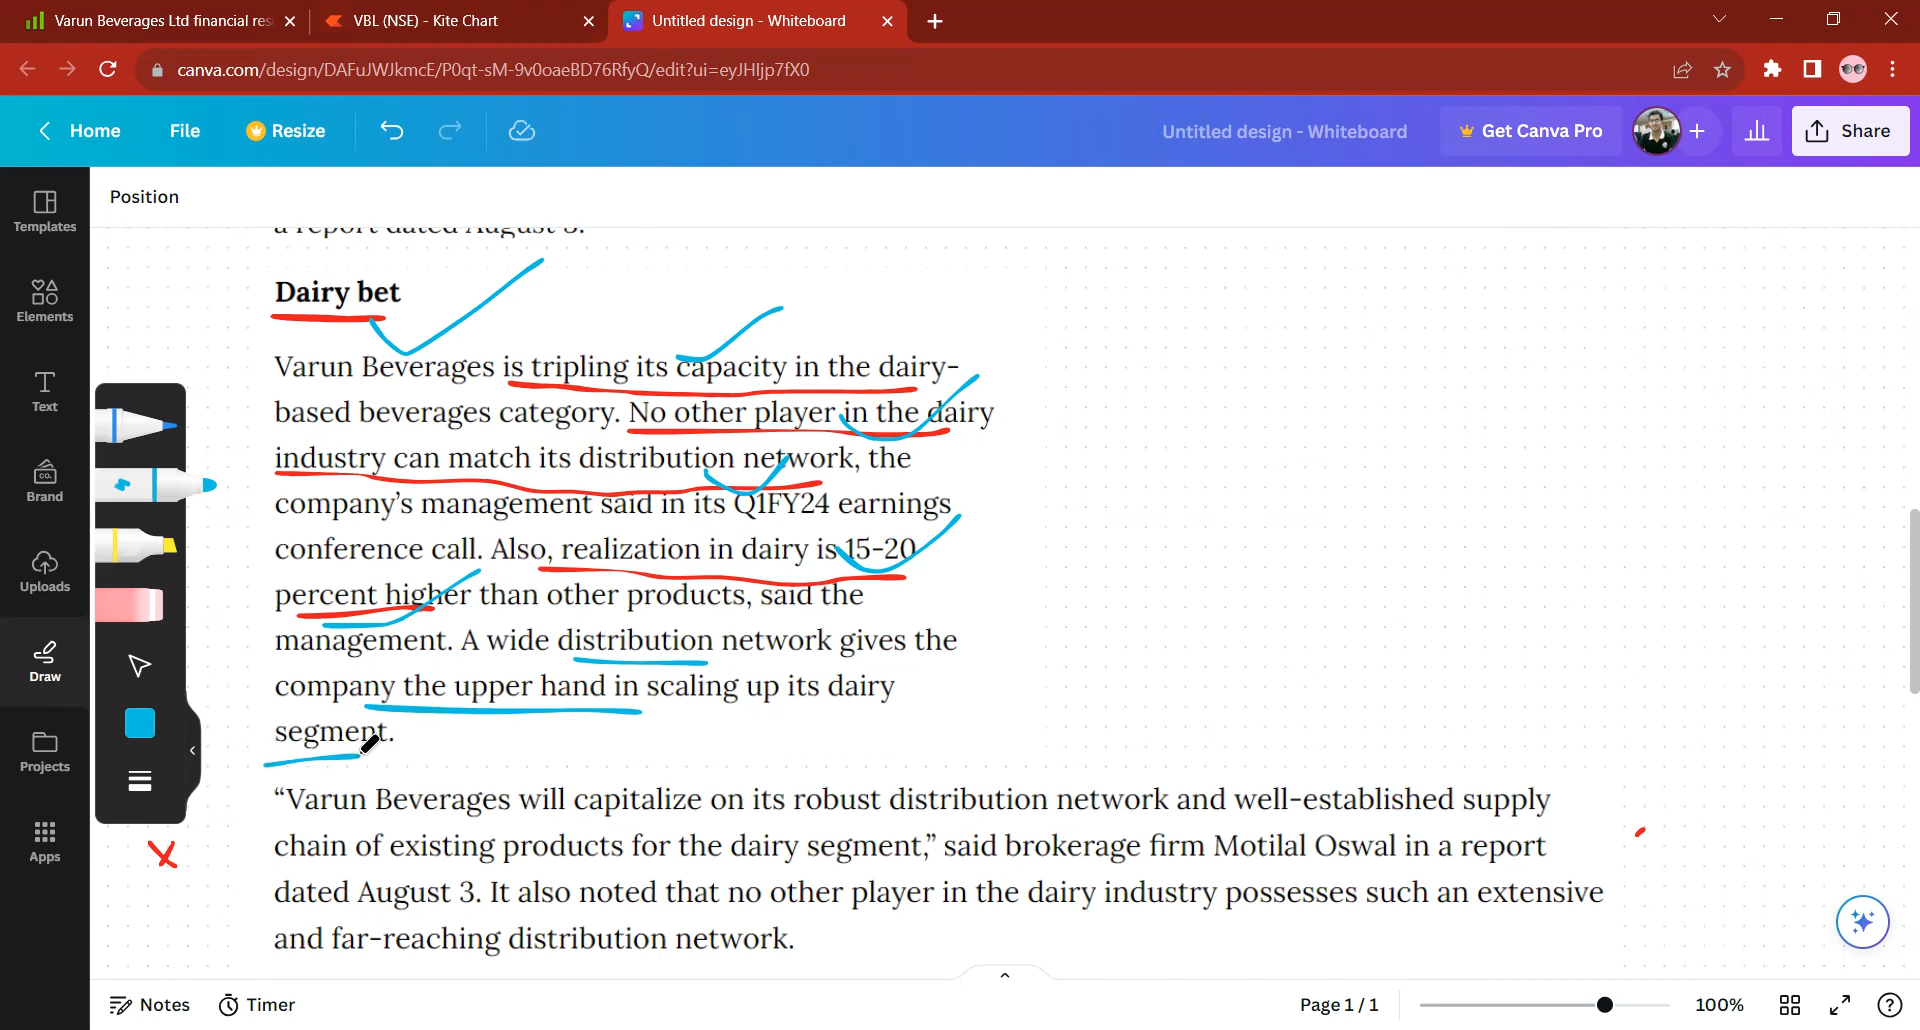 Varun Beverages Ltd financial res
VBL (NSE) - Kite Chart
Untitled design - Whiteboard
canva.com/design/DAFuJWJkmcE/P0qt-sM-9v0oaeBD76RfyQ/edit?ui=eyJHIjp7fX0
Home
File
Resize
Untitled design - Whiteboard
Get Canva Pro
Share
Position
Templates
Elements
Text
Brand
Uploads
Draw
Projects
Apps
a report dated August 3.
Dairy bet
Varun Beverages is tripling its capacity in the dairy-
based beverages category. No other player in the dairy
industry can match its distribution network, the
company’s management said in its Q1FY24 earnings
conference call. Also, realization in dairy is 15-20
percent higher than other products, said the
management. A wide distribution network gives the
company the upper hand in scaling up its dairy
segment.
“Varun Beverages will capitalize on its robust distribution network and well-established supply
chain of existing products for the dairy segment,” said brokerage firm Motilal Oswal in a report
dated August 3. It also noted that no other player in the dairy industry possesses such an extensive
and far-reaching distribution network.
Notes
Timer
Page 1 / 1
100%